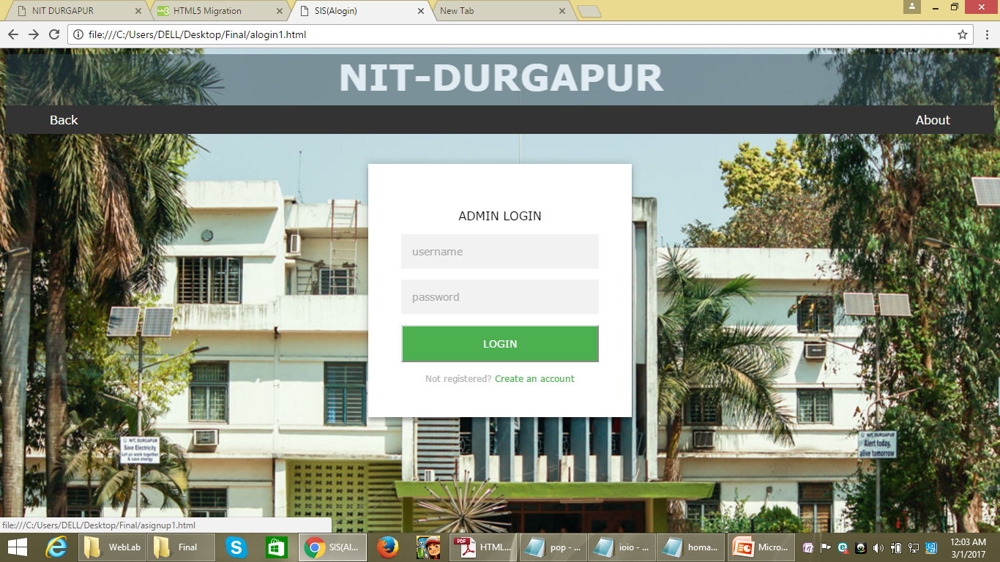 NIT DURGAPUR
HTML5 Migration
SIS(Alogin)
New Tab
file:///C:/Users/DELL/Desktop/Final/alogin1.html
NIT-DURGAPUR
Back
About
ADMIN LOGIN
username
password
LOGIN
Not registered? Create an account
NIT, DURGAPUR
Save Electricity
Let us work together
& save energy
NIT, DURGAPUR
Alert today,
alive tomorrow
file:///C:/Users/DELL/Desktop/Final/asignup1.html
WebLab
Final
SIS(Al...
HTML...
pop - ...
ioio - ...
homa...
Micro...
12:03 AM
3/1/2017